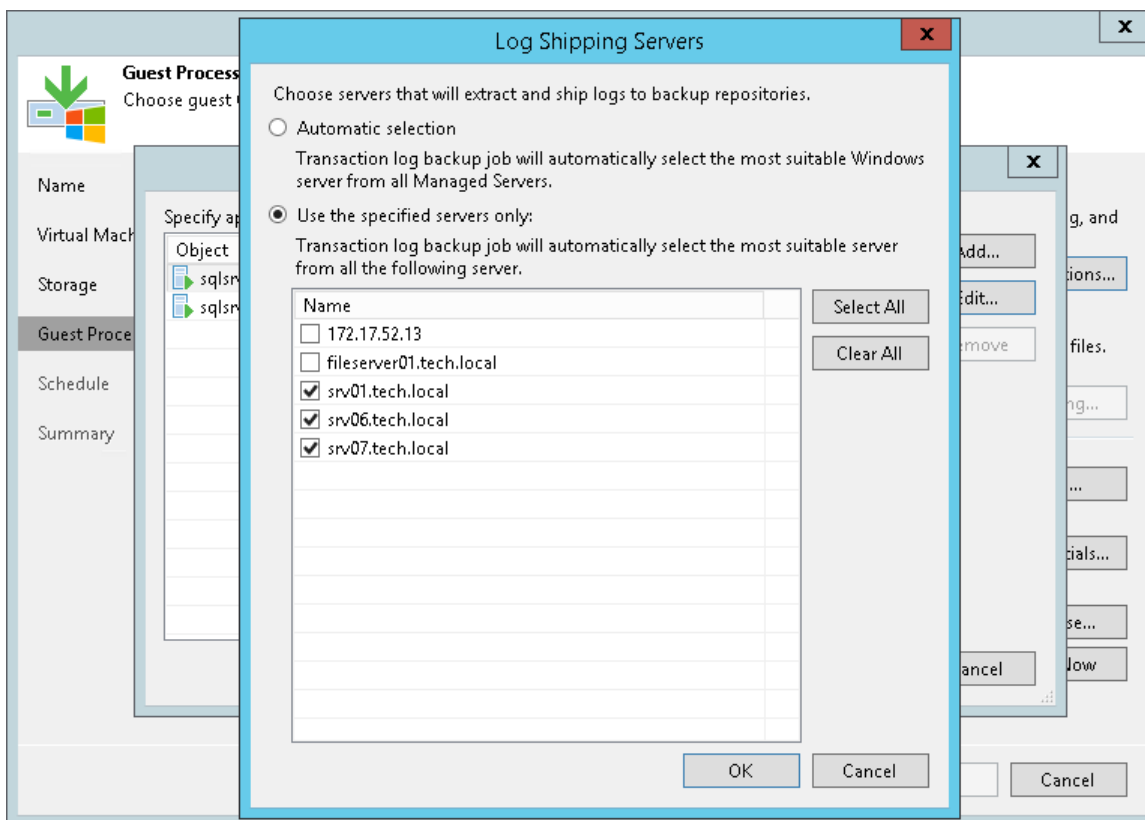 Log Shipping Servers
x
x
Guest Process
Choose guest
Name
Virtual Mach
Storage
Guest Proce
Schedule
Summary
x
Specify ap
Object
sqlsrv
sqlsrv
Choose servers that will extract and ship logs to backup repositories.
Automatic selection
Transaction log backup job will automatically select the most suitable Windows
server from all Managed Servers.
Use the specified servers only:
Transaction log backup job will automatically select the most suitable server
from all the following server.
Name
172.17.52.13
fileserver01.tech.local
srv01.tech.local
srv06.tech.local
srv07.tech.local
Select All
Clear All
OK
Cancel
Add...
Edit...
emove
ancel
g, and
ions...
files.
ng...
...
tials...
se...
Now
Cancel